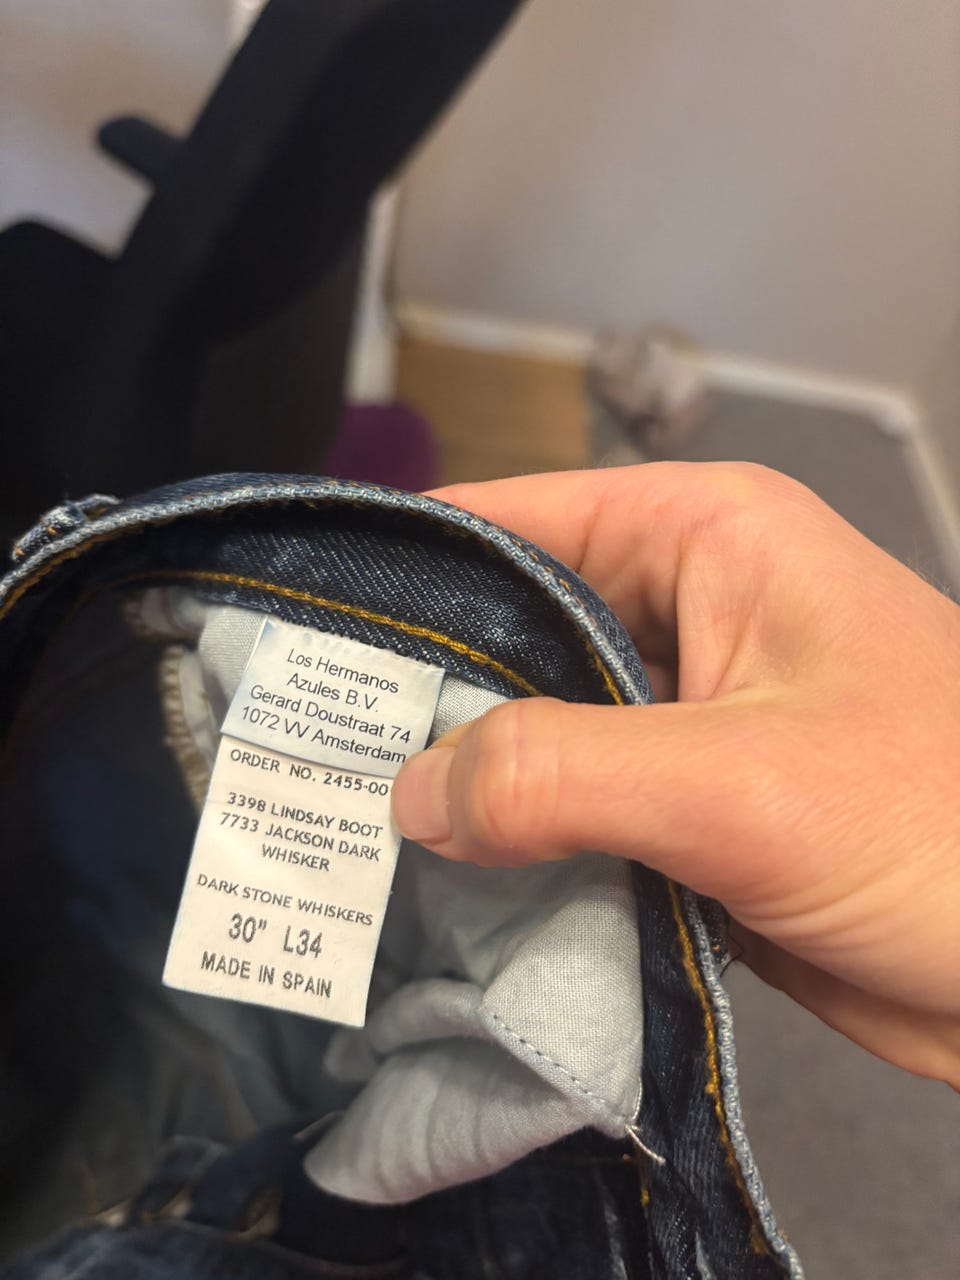 Los Hermanos
Azules B.V.
Gerard Doustraat 74
1072 VV Amsterdam
ORDER NO. 2455-00
3398 LINDSAY BOOT
7733 JACKSON DARK
WHISKER
DARK STONE WHISKERS
30" L34
MADE IN SPAIN